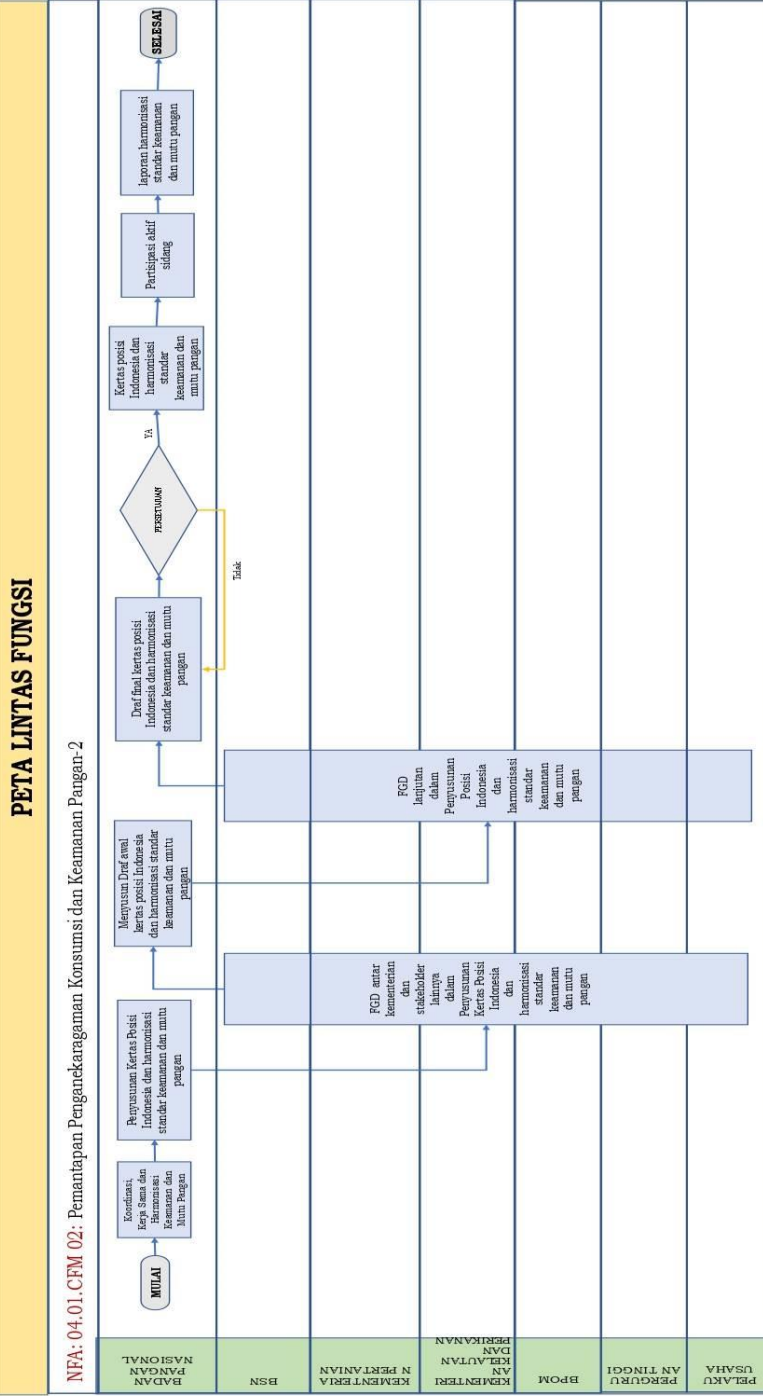 PETA LINTAS FUNGSI
NFA: 04.01.CFM 02: Pemantapan Penganekaragaman Konsumsi dan Keamanan Pangan-2
BADAN
PANGAN
NASIONAL
MULAI
Koordinasi,
Kerja Sama dan
Harmonisasi
Keamanan dan
Mutu Pangan
Penyusunan Kertas Posisi
Indonesia dan harmonisasi
standar keamanan dan mutu
pangan
Menyusun Draf awal
kertas posisi Indonesia
dan harmonisasi standar
keamanan dan mutu
pangan
Draf final kertas posisi
Indonesia dan harmonisasi
standar keamanan dan mutu
pangan
PERSETUJUAN
YA
Tidak
Kertas posisi
Indonesia dan
harmonisasi
standar
keamanan dan
mutu pangan
Partisipasi aktif
sidang
laporan harmonisasi
standar keamanan
dan mutu pangan
SELESAI
BSN
KEMENTERIA
N PERTANIAN
KEMENTERI
AN
KELAUTAN
DAN
PERIKANAN
BPOM
PERGURU
AN TINGGI
PELAKU
USAHA
FGD antar
kementerian
dan
stakeholder
lainnya
dalam
Penyusunan
Kertas Posisi
Indonesia
dan
harmonisasi
standar
keamanan
dan mutu
pangan
FGD
lanjutan
dalam
Penyusunan
Posisi
Indonesia
dan
harmonisasi
standar
keamanan
dan mutu
pangan